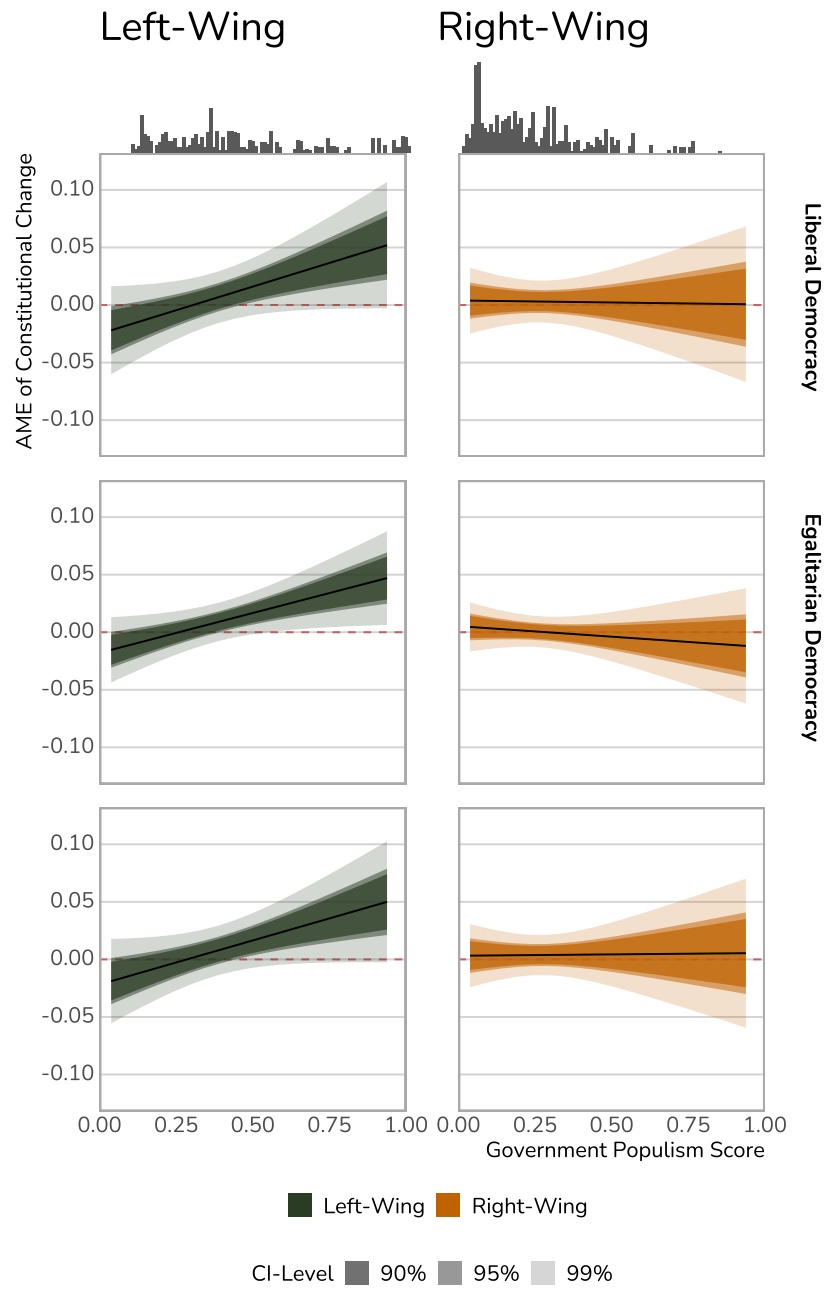 Left-Wing Right-Wing
AME of Constitutional Change
0.10
0.05
0.00
-0.05
-0.10
Liberal Democracy
0.10
0.05
0.00
-0.05
-0.10
Egalitarian Democracy
0.10
0.05
0.00
-0.05
-0.10
0.00 0.25 0.50 0.75 1.00 0.00 0.25 0.50 0.75 1.00
Government Populism Score
Left-Wing Right-Wing
CI-Level 90% 95% 99%